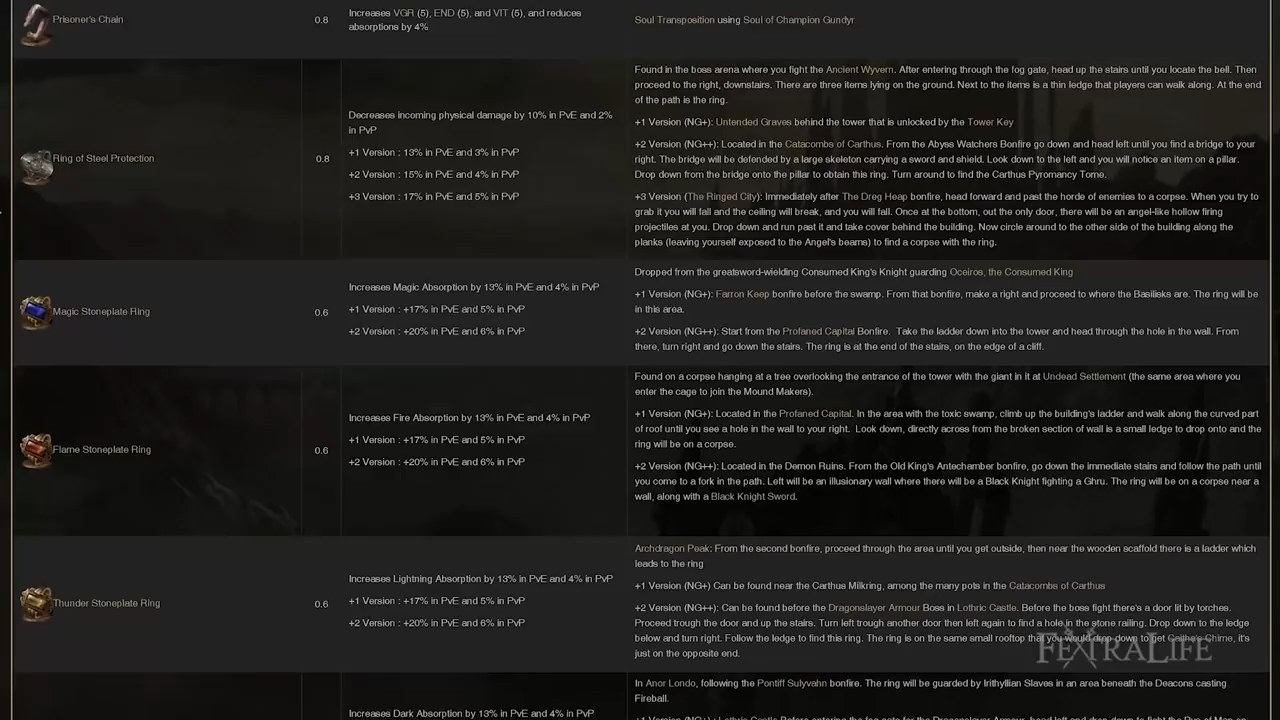 Prisoner's Chain
0.8
Increases VGR (5), END (5), and VIT (5), and reduces
absorptions by 4%
Soul Transposition using Soul of Champion Gundyr
Ring of Steel Protection
0.8
Decreases incoming physical damage by 10% in PvE and 2%
in PvP
+1 Version : 13% in PvE and 3% in PvP
+2 Version : 15% in PvE and 4% in PvP
+3 Version : 17% in PvE and 5% in PvP
Found in the boss arena where you fight the Ancient Wyvern. After entering through the fog gate, head up the stairs until you locate the bell. Then
proceed to the right, downstairs. There are three items lying on the ground. Next to the items is a thin ledge that players can walk along. At the end
of the path is the ring.
+1 Version (NG+): Untended Graves behind the tower that is unlocked by the Tower Key
+2 Version (NG++): Located in the Catacombs of Carthus. From the Abyss Watchers Bonfire go down and head left until you find a bridge to your
right. The bridge will be defended by a large skeleton carrying a sword and shield. Look down to the left and you will notice an item on a pillar.
Drop down from the bridge onto the pillar to obtain this ring. Turn around to find the Carthus Pyromancy Tome.
+3 Version (The Ringed City): Immediately after The Dreg Heap bonfire, head forward and past the horde of enemies to a corpse. When you try to
grab it you will fall and the ceiling will break, and you will fall. Once at the bottom, out the only door, there will be an angel-like hollow firing
projectiles at you. Drop down and run past it and take cover behind the building. Now circle around to the other side of the building along the
planks (leaving yourself exposed to the Angel's beams) to find a corpse with the ring.
Magic Stoneplate Ring
0.6
Increases Magic Absorption by 13% in PvE and 4% in PvP
+1 Version : +17% in PvE and 5% in PvP
+2 Version : +20% in PvE and 6% in PvP
Dropped from the greatsword-wielding Consumed King's Knight guarding Oceiros, the Consumed King
+1 Version (NG+): Farron Keep bonfire before the swamp. From that bonfire, make a right and proceed to where the Basilisks are. The ring will be
in this area.
+2 Version (NG++): Start from the Profaned Capital Bonfire. Take the ladder down into the tower and head through the hole in the wall. From
there, turn right and go down the stairs. The ring is at the end of the stairs, on the edge of a cliff.
Flame Stoneplate Ring
0.6
Increases Fire Absorption by 13% in PvE and 4% in PvP
+1 Version : +17% in PvE and 5% in PvP
+2 Version : +20% in PvE and 6% in PvP
Found on a corpse hanging at a tree overlooking the entrance of the tower with the giant in it at Undead Settlement (the same area where you
enter the cage to join the Mound Makers).
+1 Version (NG+): Located in the Profaned Capital. In the area with the toxic swamp, climb up the building's ladder and walk along the curved part
of roof until you see a hole in the wall to your right. Look down, directly across from the broken section of wall is a small ledge to drop onto and the
ring will be on a corpse.
+2 Version (NG++): Located in the Demon Ruins. From the Old King's Antechamber bonfire, go down the immediate stairs and follow the path until
you come to a fork in the path. Left will be an illusionary wall where there will be a Black Knight fighting a Ghru. The ring will be on a corpse near a
wall, along with a Black Knight Sword.
Thunder Stoneplate Ring
0.6
Increases Lightning Absorption by 13% in PvE and 4% in PvP
+1 Version : +17% in PvE and 5% in PvP
+2 Version : +20% in PvE and 6% in PvP
Archdragon Peak: From the second bonfire, proceed through the area until you get outside, then near the wooden scaffold there is a ladder which
leads to the ring
+1 Version (NG+) Can be found near the Carthus Milkring, among the many pots in the Catacombs of Carthus
+2 Version (NG++): Can be found before the Dragonslayer Armour Boss in Lothric Castle. Before the boss fight there's a door lit by torches.
Proceed trough the door and up the stairs. Turn left trough another door then left again to find a hole in the stone railing. Drop down to the ledge
below and turn right. Follow the ledge to find this ring. The ring is on the same small rooftop that you would drop down to get Caitha's Chime, it's
just on the opposite end.
FextraLife
Increases Dark Absorption by 13% in PvE and 4% in PvP
In Anor Londo, following the Pontiff Sulyvahn bonfire. The ring will be guarded by Irithyllian Slaves in an area beneath the Deacons casting
Fireball.